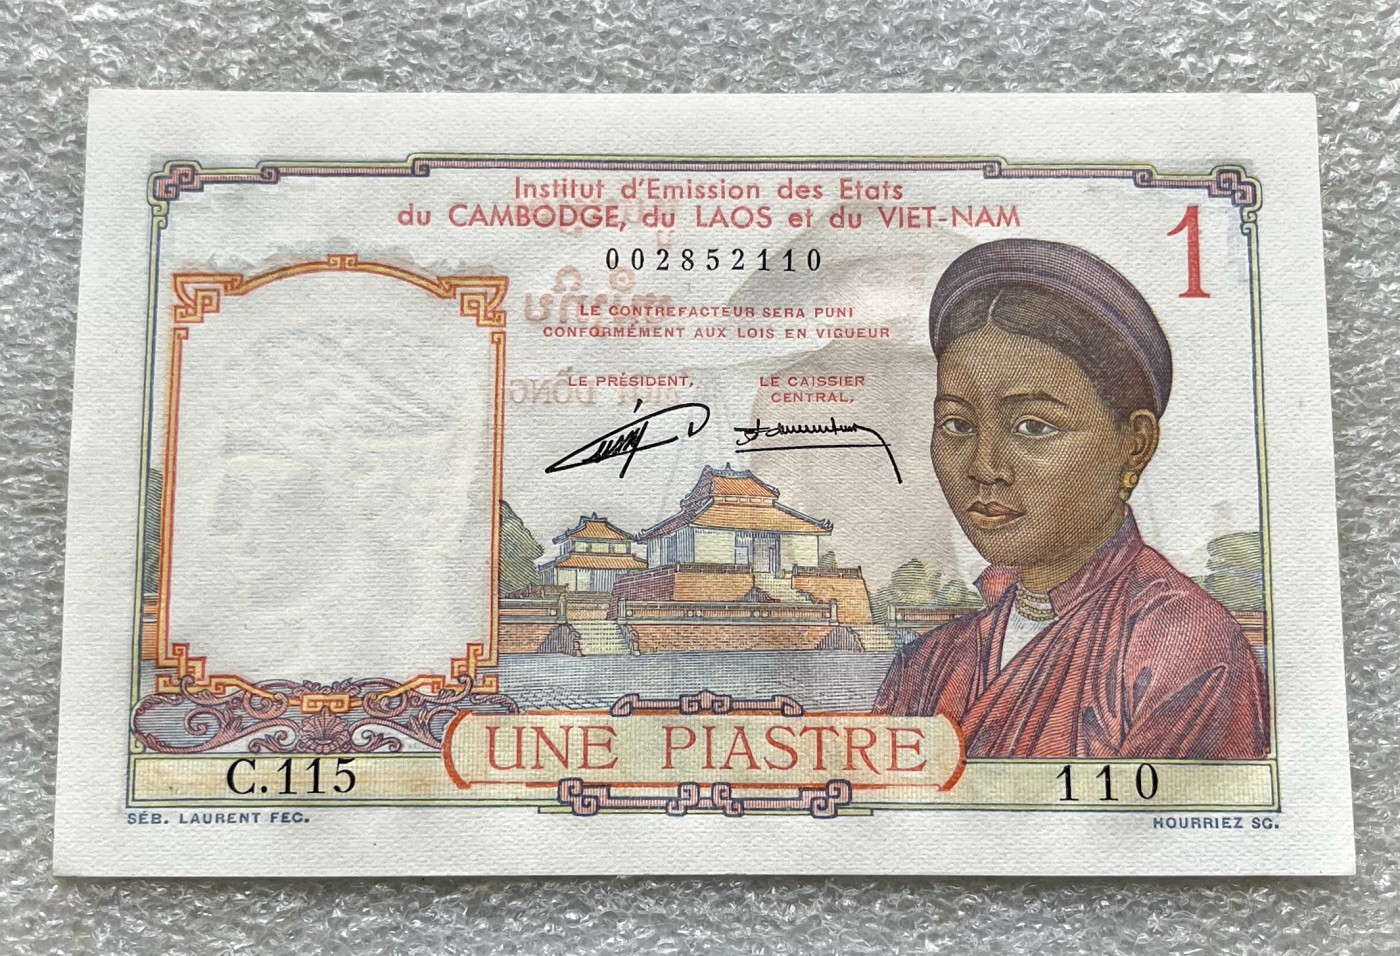 Institut d'Emission des Etats
du CAMBODGE, du LAOS et du VIET-NAM
1
002852110
LE CONTREFACTEUR SERA PUNI
CONFORMÉMENT AUX LOIS EN VIGUEUR
LE PRÉSIDENT,
LE CAISSIER
CENTRAL,
UNE PIASTRE
C.115
110
SÉB. LAURENT FEC.
HOURRIEZ SC.